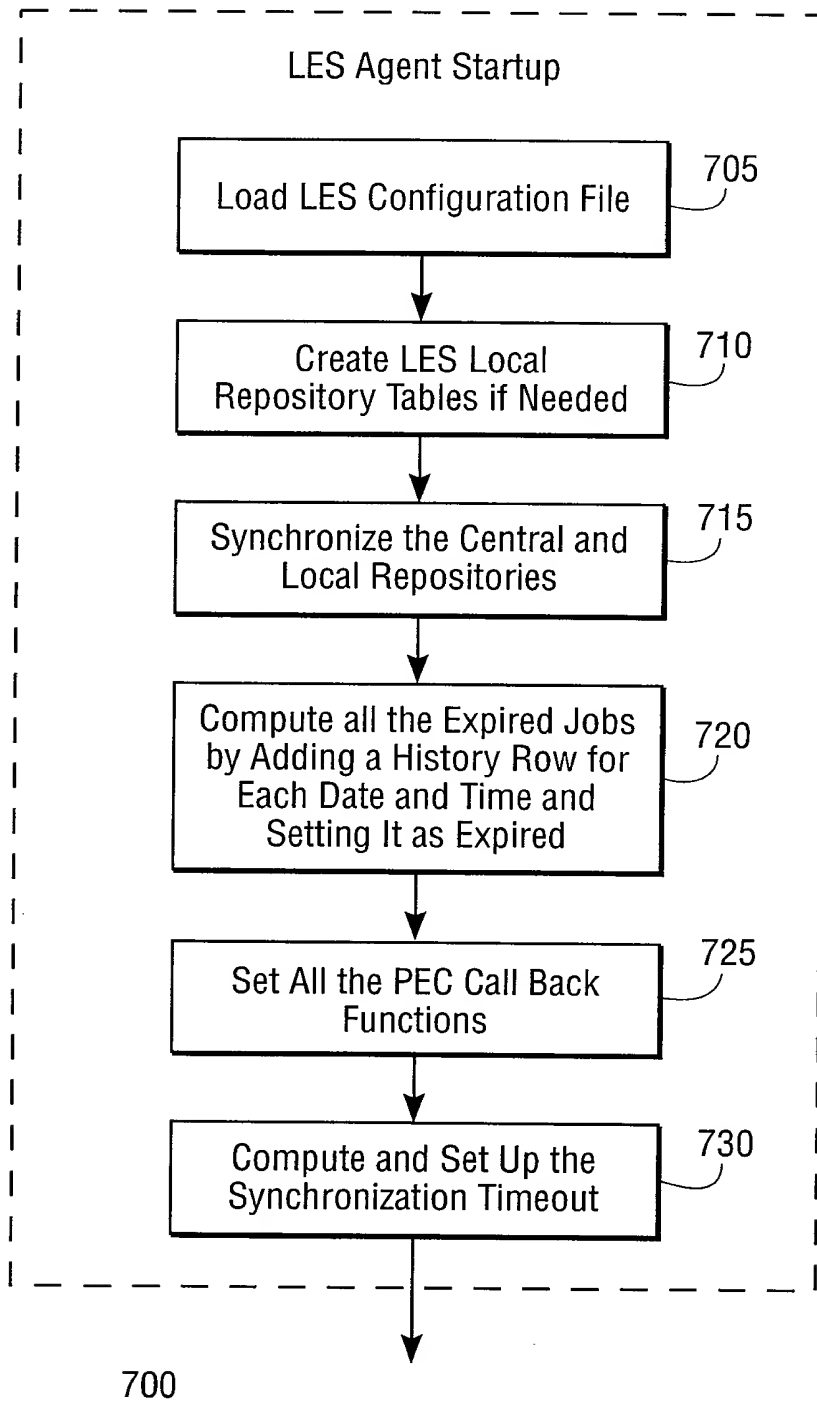 LES Agent Startup
705
Load LES Configuration File
710
Create LES Local
Repository Tables if Needed
715
Synchronize the Central and
Local Repositories
720
Compute all the Expired Jobs
by Adding a History Row for
Each Date and Time and
Setting It as Expired
725
Set All the PEC Call Back
Functions
730
Compute and Set Up the
Synchronization Timeout
700